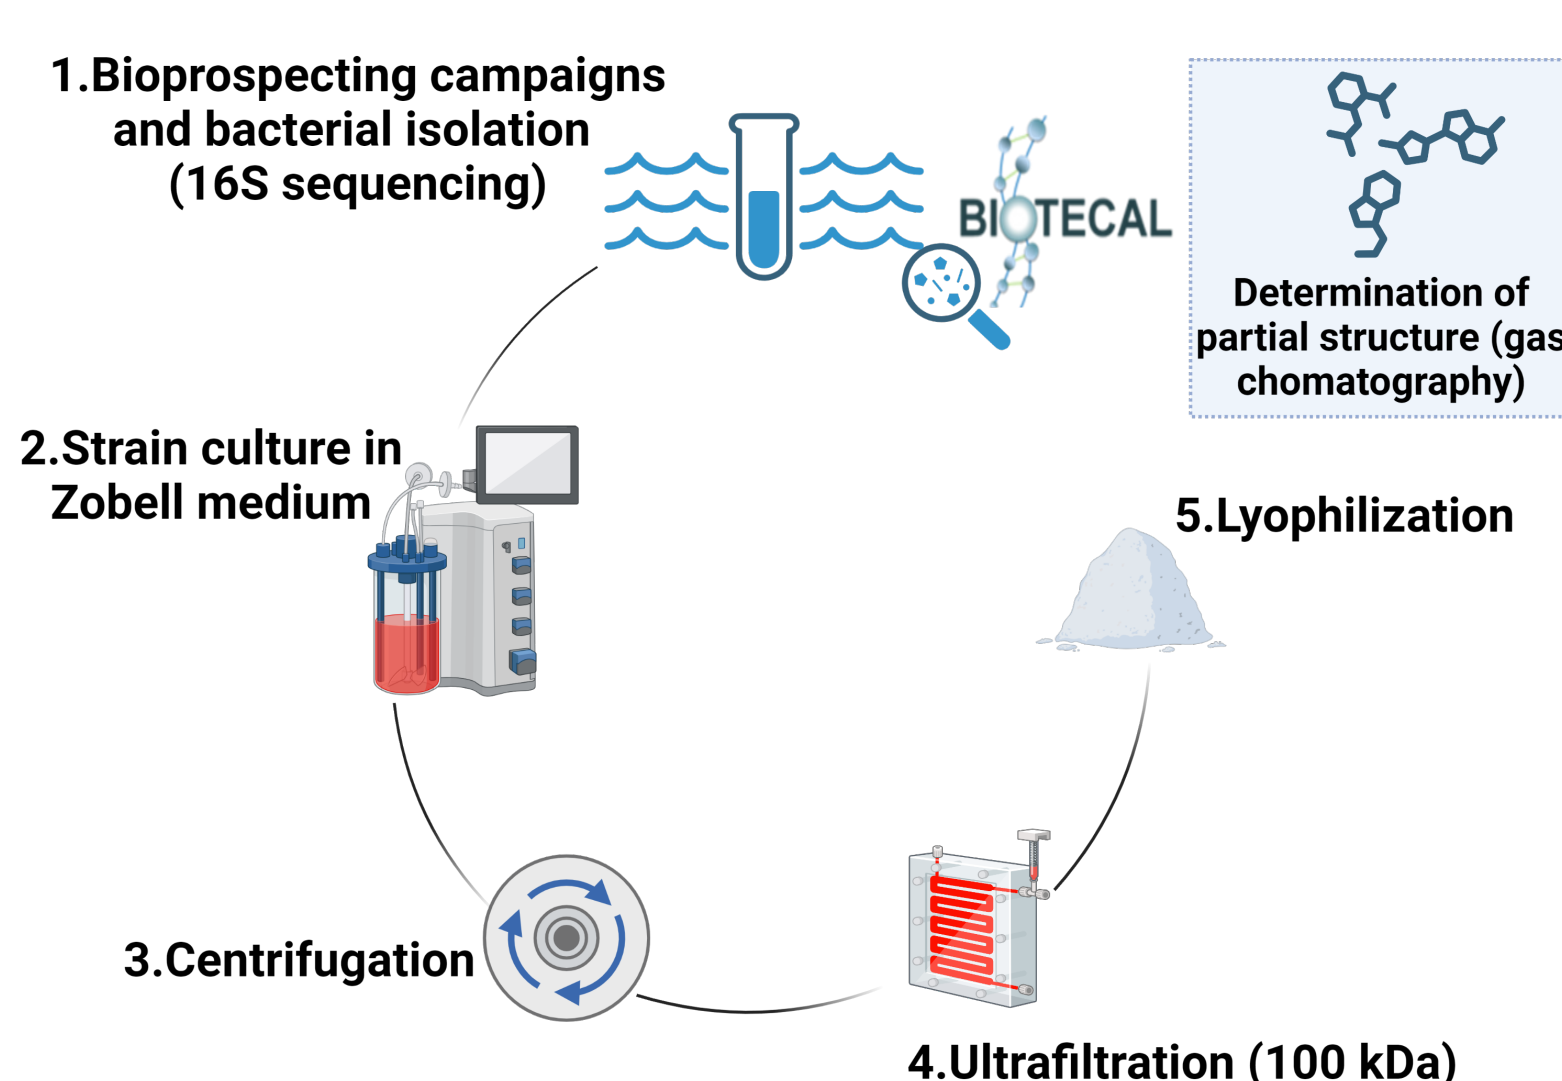 1.Bioprospecting campaigns
and bacterial isolation
(16S sequencing)
BIOTECAL
Determination of
partial structure (gas
chomatography)
2.Strain culture in
Zobell medium
5.Lyophilization
3.Centrifugation
4.Ultrafiltration (100 kDa)